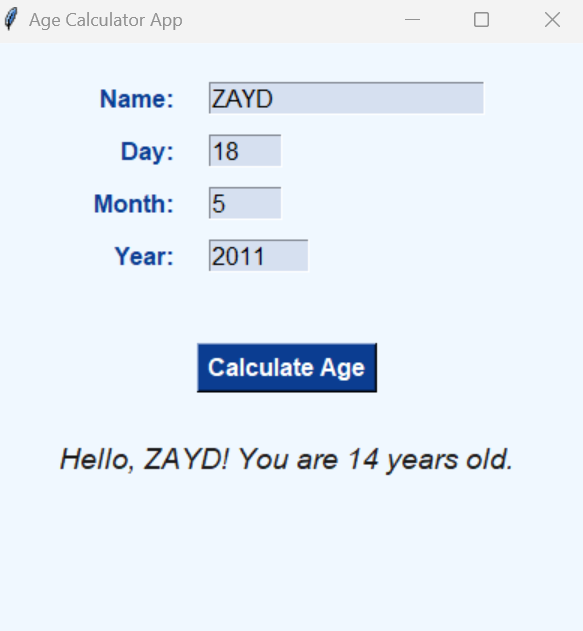 Age Calculator App
Name: ZAYD
Day: 18
Month: 5
Year: 2011
Calculate Age
Hello, ZAYD! You are 14 years old.